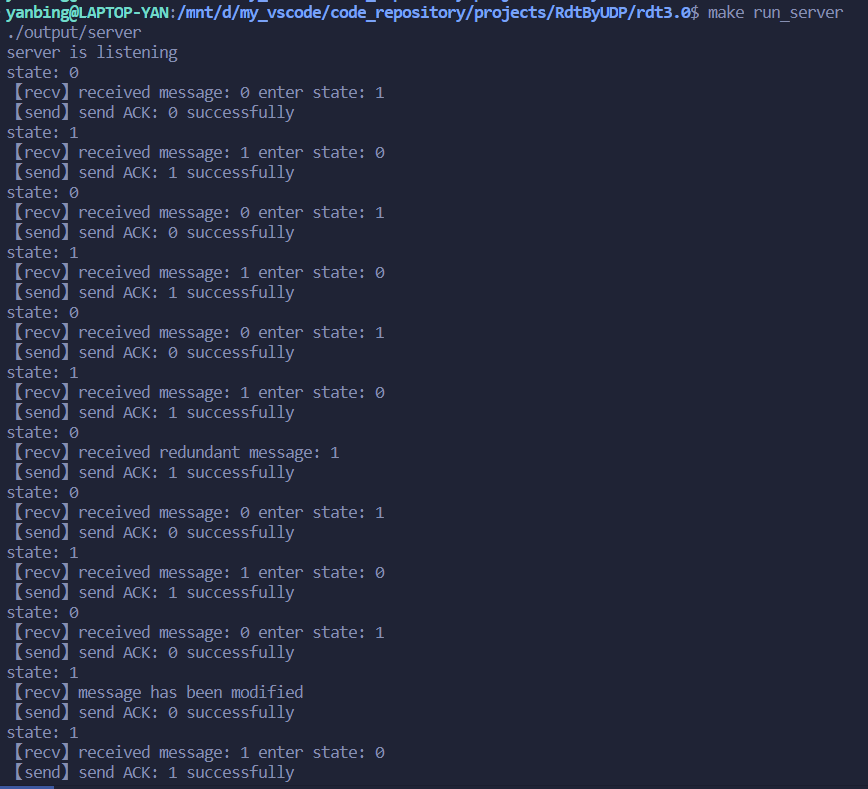 yanbing@LAPTOP-YAN:/mnt/d/my_vscode/code_repository/projects/RdtByUDP/rdt3.0$ make run_server
./output/server
server is listening
state: 0
【recv】received message: 0 enter state: 1
【send】send ACK: 0 successfully
state: 1
【recv】received message: 1 enter state: 0
【send】send ACK: 1 successfully
state: 0
【recv】received message: 0 enter state: 1
【send】send ACK: 0 successfully
state: 1
【recv】received message: 1 enter state: 0
【send】send ACK: 1 successfully
state: 0
【recv】received message: 0 enter state: 1
【send】send ACK: 0 successfully
state: 1
【recv】received message: 1 enter state: 0
【send】send ACK: 1 successfully
state: 0
【recv】received redundant message: 1
【send】send ACK: 1 successfully
state: 0
【recv】received message: 0 enter state: 1
【send】send ACK: 0 successfully
state: 1
【recv】received message: 1 enter state: 0
【send】send ACK: 1 successfully
state: 0
【recv】received message: 0 enter state: 1
【send】send ACK: 0 successfully
state: 1
【recv】message has been modified
【send】send ACK: 0 successfully
state: 1
【recv】received message: 1 enter state: 0
【send】send ACK: 1 successfully